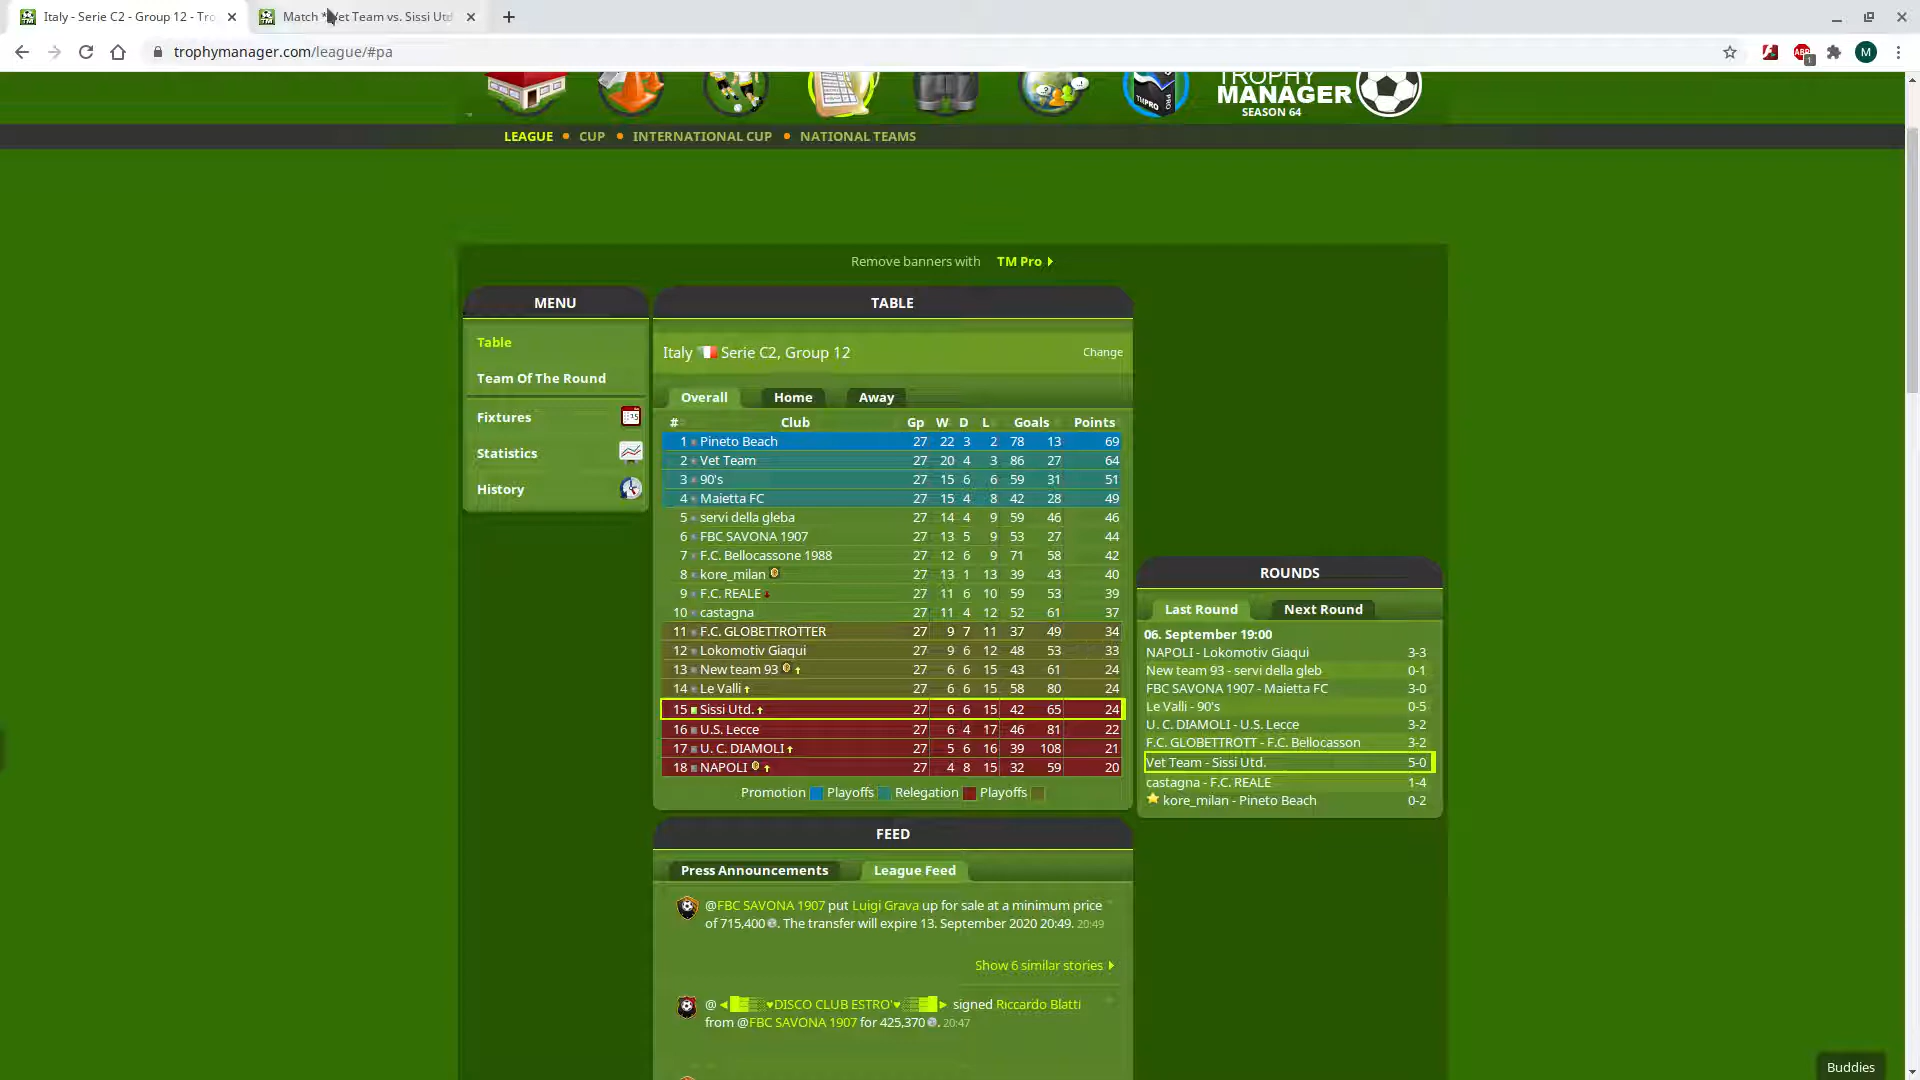 Italy - Serie C2 - Group 12 - Tro
Match
et Team vs. Sissi Utd
trophymanager.com/league/#pa
1
M
TROPHY
MANAGER
SEASON 64
LEAGUE CUP INTERNATIONAL CUP NATIONAL TEAMS
Remove banners with TM Pro
MENU
Table
Team Of The Round
Fixtures
Statistics
History
TABLE
Italy Serie C2, Group 12
Change
Overall Home Away
# Club Gp W D L Goals Points
1 Pineto Beach 27 22 3 2 78 13 69
2 Vet Team 27 20 4 3 86 27 64
3 90's 27 15 6 6 59 31 51
4 Maietta FC 27 15 4 8 42 28 49
5 servi della gleba 27 14 4 9 59 46 46
6 FBC SAVONA 1907 27 13 5 9 53 27 44
7 F.C. Bellocassone 1988 27 12 6 9 71 58 42
8 kore_milan 27 13 1 13 39 43 40
9 F.C. REALE 27 11 6 10 59 53 39
10 castagna 27 11 4 12 52 61 37
11 F.C. GLOBETTROTTER 27 9 7 11 37 49 34
12 Lokomotiv Giaqui 27 9 6 12 48 53 33
13 New team 93 27 6 6 15 43 61 24
14 Le Valli 27 6 6 15 58 80 24
15 Sissi Utd. 27 6 6 15 42 65 24
16 U.S. Lecce 27 6 4 17 46 81 22
17 U. C. DIAMOLI 27 5 6 16 39 108 21
18 NAPOLI 27 4 8 15 32 59 20
Promotion Playoffs Relegation Playoffs
ROUNDS
Last Round Next Round
06. September 19:00
NAPOLI - Lokomotiv Giaqui 3-3
New team 93 - servi della gleb 0-1
FBC SAVONA 1907 - Maietta FC 3-0
Le Valli - 90's 0-5
U. C. DIAMOLI - U.S. Lecce 3-2
F.C. GLOBETTROTT - F.C. Bellocasson 3-2
Vet Team - Sissi Utd. 5-0
castagna - F.C. REALE 1-4
kore_milan - Pineto Beach 0-2
FEED
Press Announcements League Feed
@FBC SAVONA 1907 put Luigi Grava up for sale at a minimum price
of 715,400. The transfer will expire 13. September 2020 20:49. 20:49
Show 6 similar stories
@◄█▓▒░♥DISCO CLUB ESTRO'♥░▒▓█► signed Riccardo Blatti
from @FBC SAVONA 1907 for 425,370. 20:47
Buddies